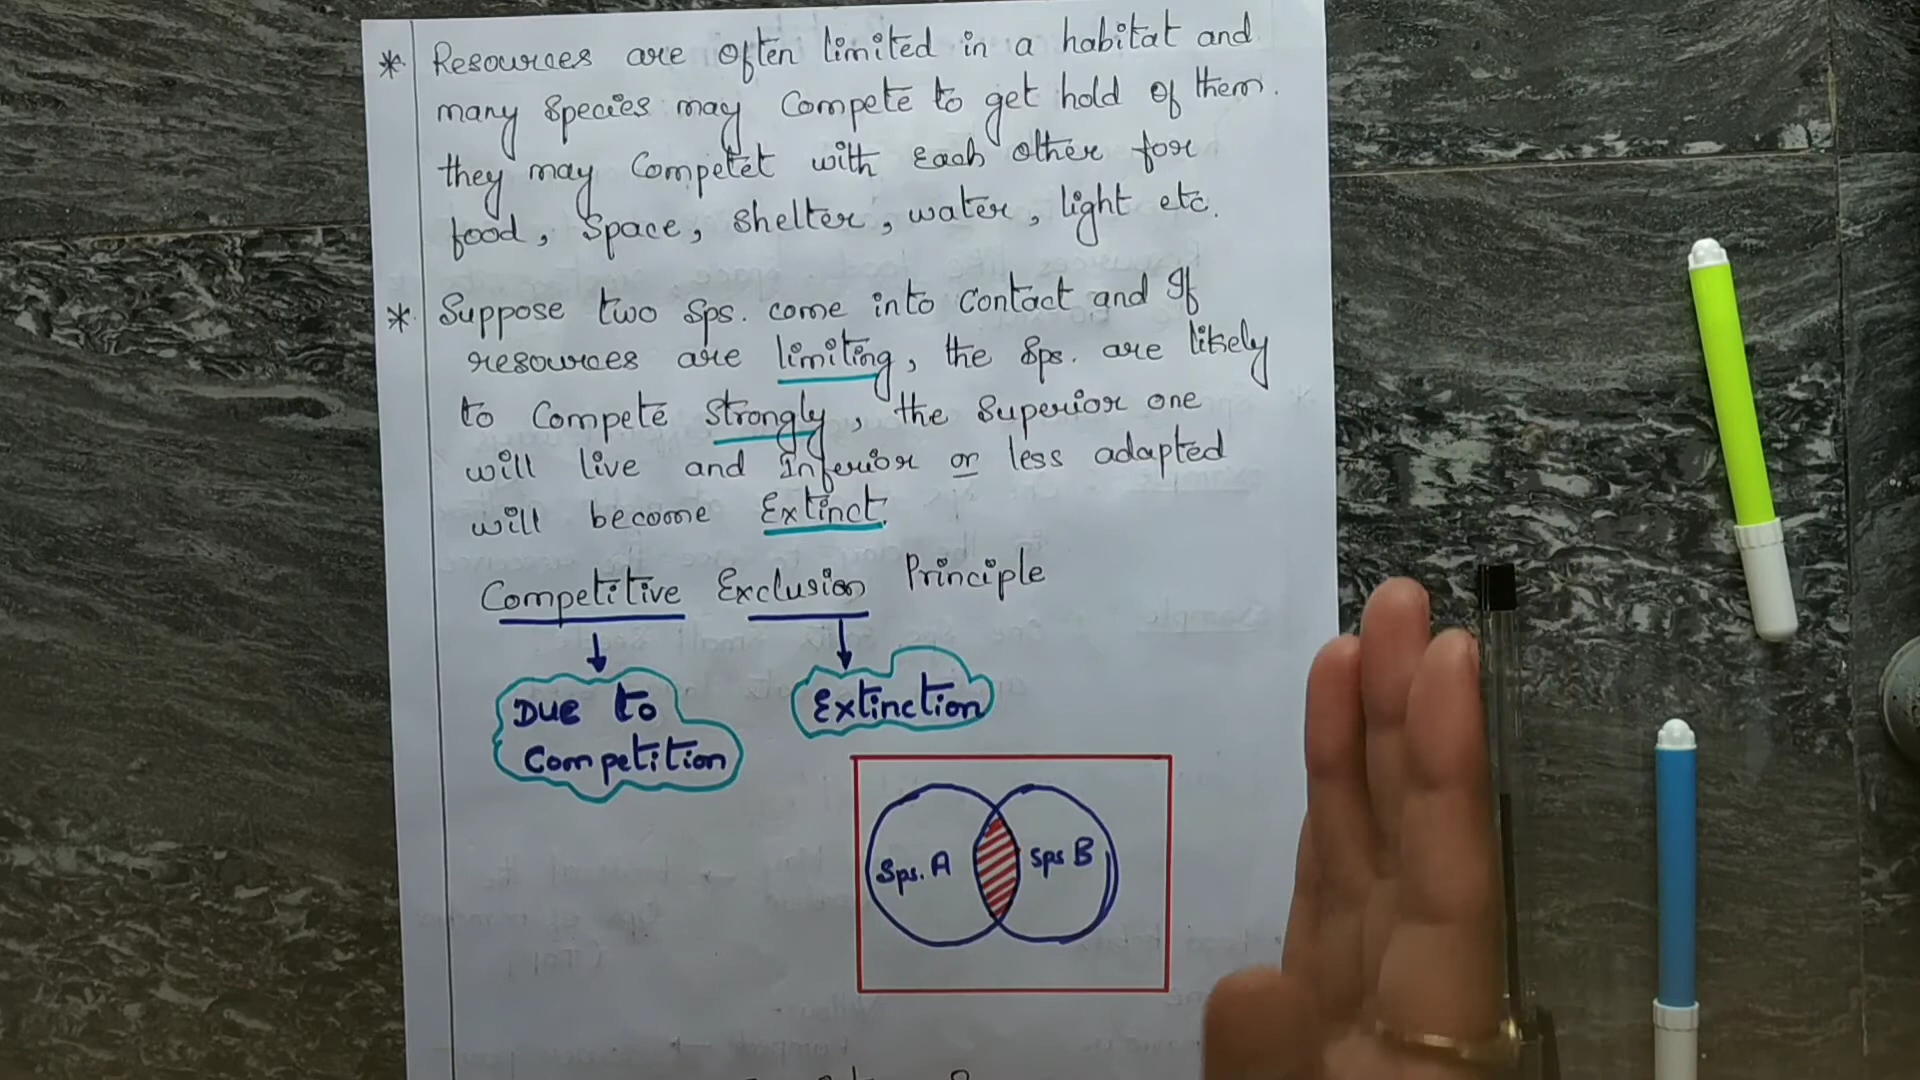 * Resources are often limited in a habitat and
many species may compete to get hold of them.
they may Competet with each other for
food, Space, shelter, water, light etc.
* Suppose two Sps. come into contact and If
resources are limiting, the Sps. are likely
to compete strongly, the superior one
will live and Inferior or less adapted
will become Extinct.
Competitive Exclusion Principle
Due to
Competition
Extinction
Sps. A
Sps B